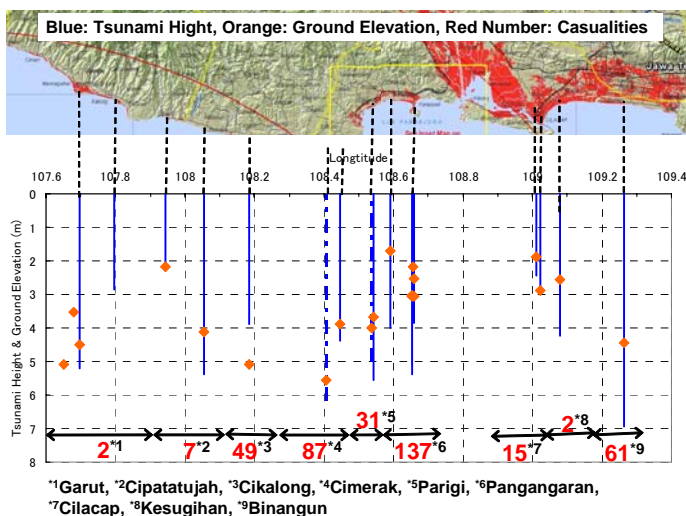 Blue: Tsunami Hight, Orange: Ground Elevation, Red Number: Casualities
Longtitude
107.6 107.8 108 108.2 108.4 108.6 108.8 109 109.2 109.4
Tsunami Height & Ground Elevation (m)
0
1
2
3
4
5
6
7
8
2*1 7*2 49*3 87*4 31*5 137*6 15*7 2*8 61*9
*1Garut, *2Cipatatujah, *3Cikalong, *4Cimerak, *5Parigi, *6Pangangaran,
*7Cilacap, *8Kesugihan, *9Binangun